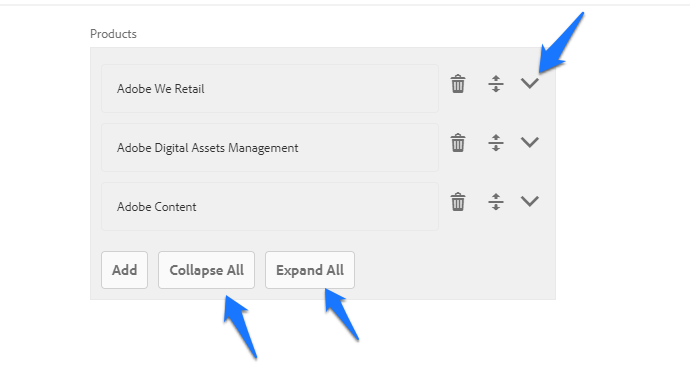 Products
Adobe We Retail
Adobe Digital Assets Management
Adobe Content
Add Collapse All Expand All